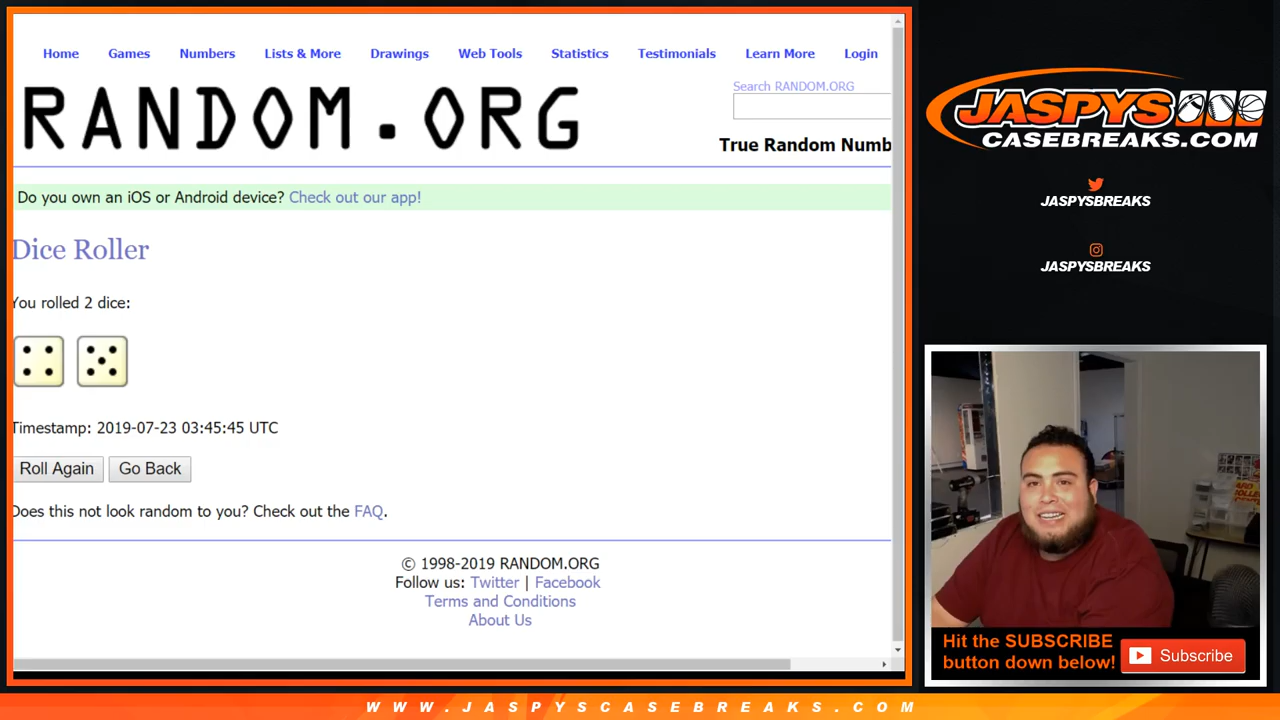 Home Games Numbers Lists & More Drawings Web Tools Statistics Testimonials Learn More Login
RANDOM.ORG
Search RANDOM.ORG
True Random Numb
Do you own an iOS or Android device? Check out our app!
Dice Roller
You rolled 2 dice:
Timestamp: 2019-07-23 03:45:45 UTC
Roll Again Go Back
Does this not look random to you? Check out the FAQ.
© 1998-2019 RANDOM.ORG
Follow us: Twitter | Facebook
Terms and Conditions
About Us
JASPYS
CASEBREAKS.COM
JASPYSBREAKS
JASPYSBREAKS
Hit the SUBSCRIBE
button down below!
Subscribe
WWW.JASPYSCASEBREAKS.COM